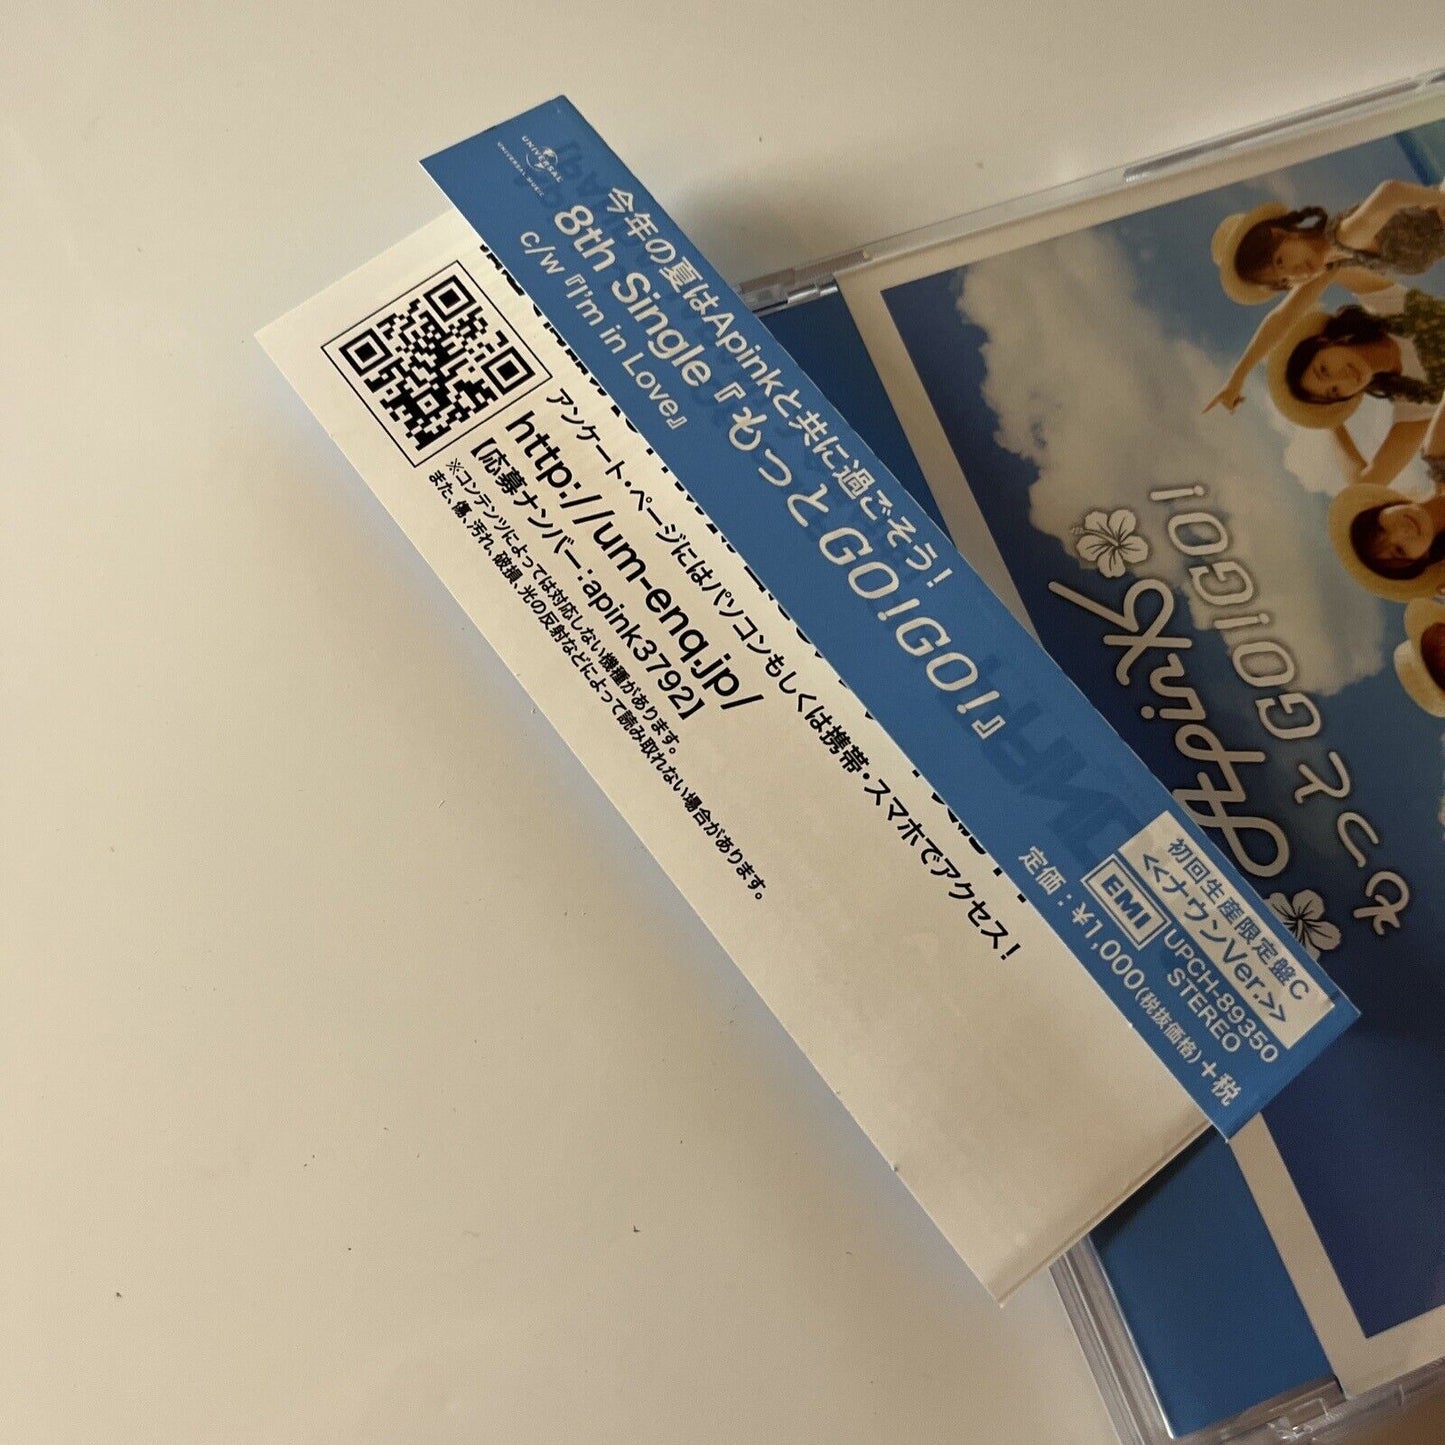 UNIVERSAL
UNIVERSAL MUSIC
今年の夏はApinkと共に過ごそう！
8th Single『もっとGO！GO！』
c/w『I'm in Love』
初回生産限定盤C
<<ナウンVer.>>
EMI
UPCH-89350
STEREO
定価：¥1,000(税抜価格)+税
アンケート・ページにはパソコンもしくは携帯・スマホでアクセス！
http://um-enq.jp/
【応募ナンバー：apink3792】
※コンテンツによっては対応しない機種があります。
また、傷、汚れ、破損、光の反射などによって読み取れない場合があります。
もっとGO!GO!
Apink